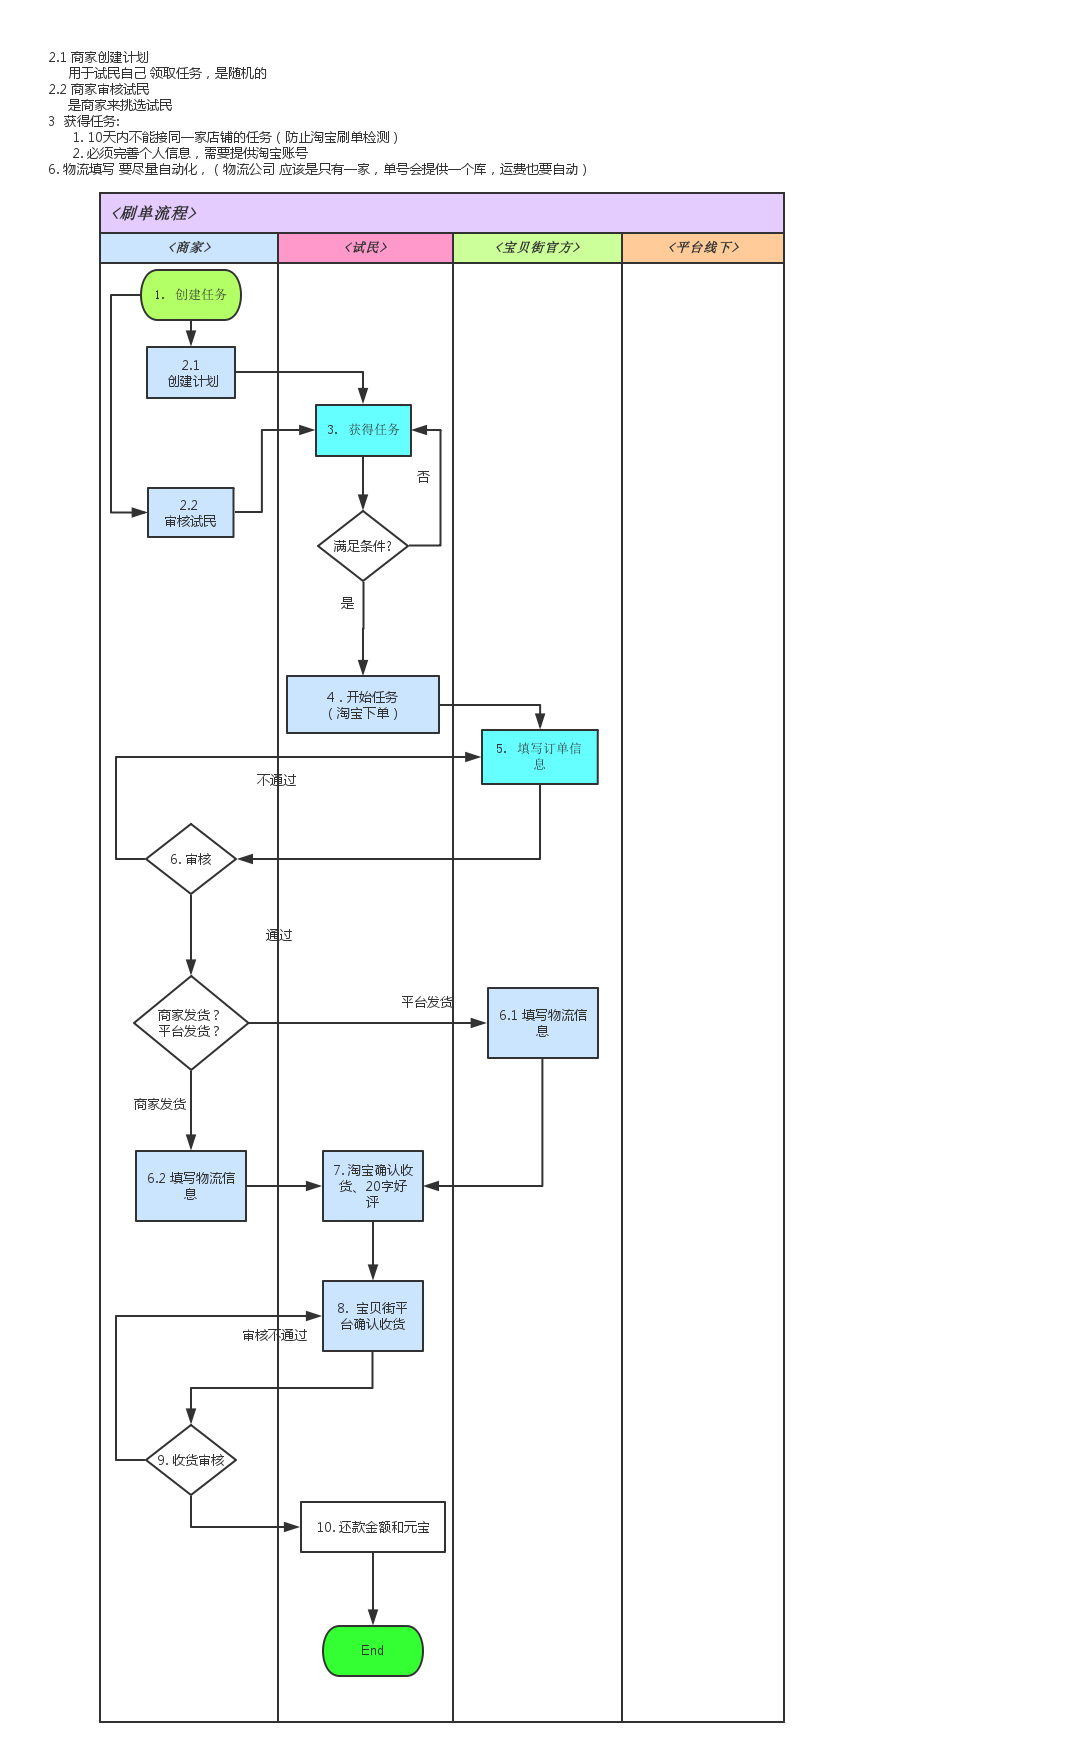 2.1 商家创建计划
用于试民自己 领取任务，是随机的
2.2 商家审核试民
是商家来挑选试民
3 获得任务:
1. 10天内不能接同一家店铺的任务（防止淘宝刷单检测）
2. 必须完善个人信息，需要提供淘宝账号
6. 物流填写 要尽量自动化，（物流公司 应该是只有一家，单号会提供一个库，运费也要自动）
<刷单流程>
<商家>
<试民>
<宝贝街官方>
<平台线下>
1. 创建任务
2.1
创建计划
3. 获得任务
否
2.2
审核试民
满足条件?
是
4 . 开始任务
（淘宝下单）
5. 填写订单信
息
不通过
6. 审核
通过
平台发货
商家发货？
平台发货？
6.1 填写物流信
息
商家发货
6.2 填写物流信
息
7. 淘宝确认收
货、20字好
评
8. 宝贝街平
台确认收货
审核不通过
9. 收货审核
10. 还款金额和元宝
End